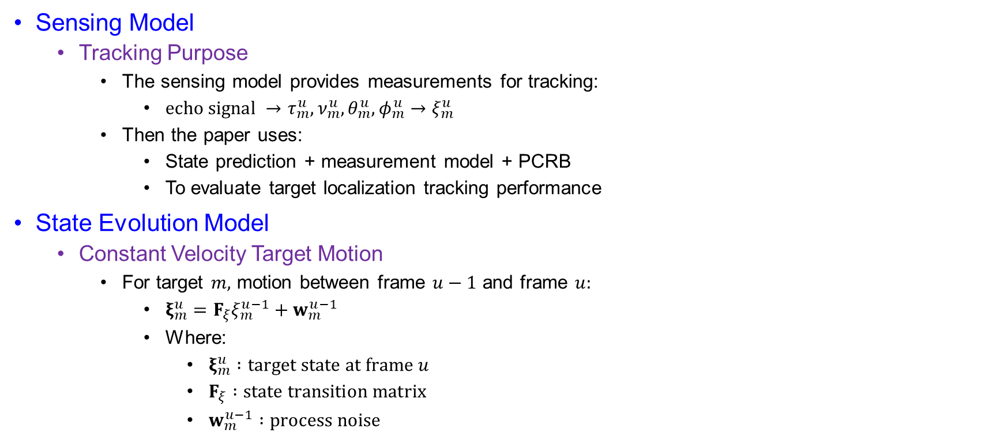 • Sensing Model
• Tracking Purpose
• The sensing model provides measurements for tracking:
• echo signal → $\tau_m^u, \nu_m^u, \theta_m^u, \phi_m^u \rightarrow \xi_m^u$
• Then the paper uses:
• State prediction + measurement model + PCRB
• To evaluate target localization tracking performance
• State Evolution Model
• Constant Velocity Target Motion
• For target $m$, motion between frame $u-1$ and frame $u$:
• $\boldsymbol{\xi}_m^u = \mathbf{F}_\xi \xi_m^{u-1} + \mathbf{w}_m^{u-1}$
• Where:
• $\boldsymbol{\xi}_m^u$ : target state at frame $u$
• $\mathbf{F}_\xi$ : state transition matrix
• $\mathbf{w}_m^{u-1}$ : process noise